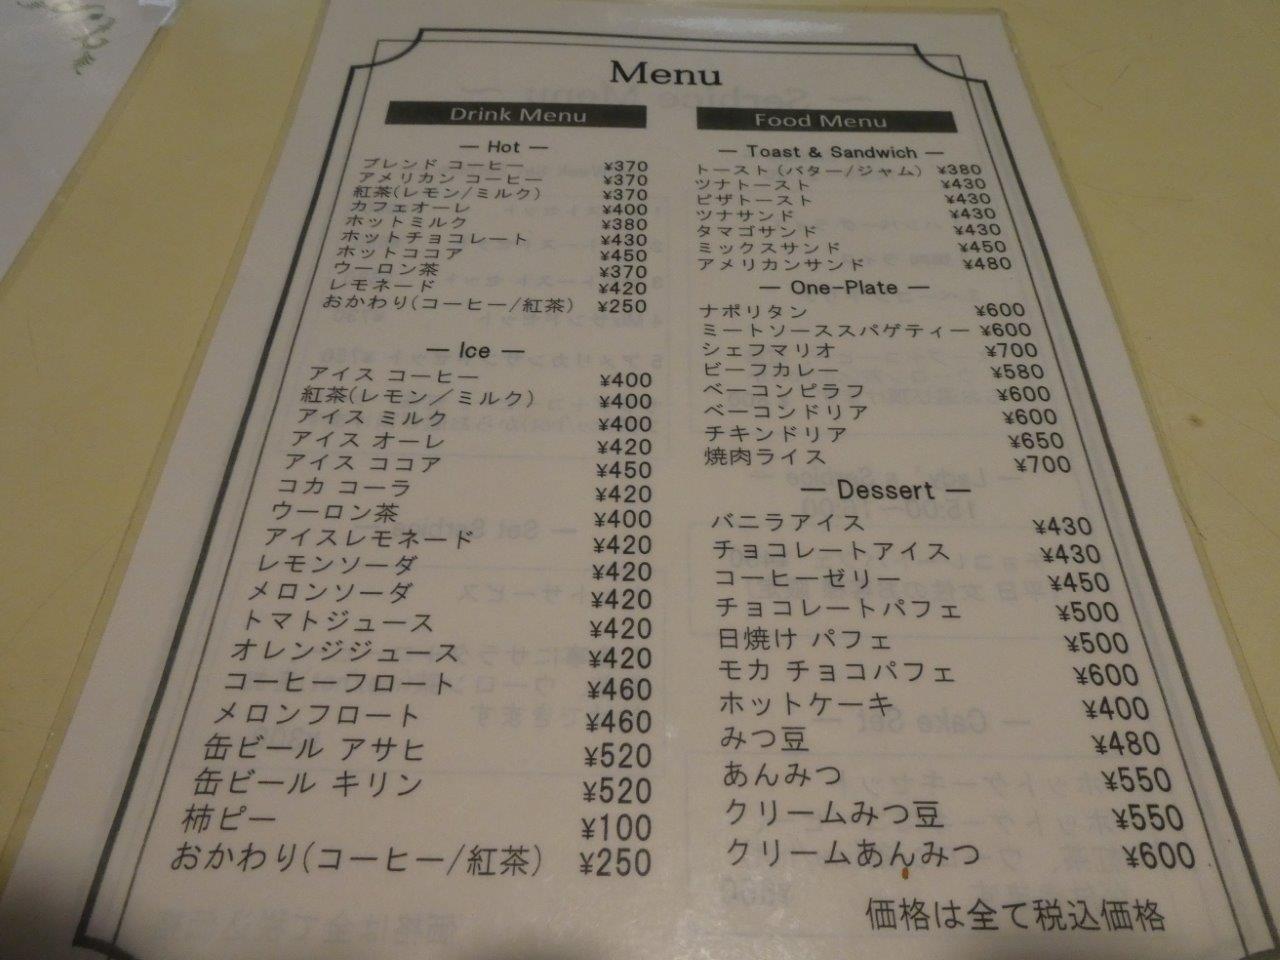 Menu
Drink Menu
― Hot ―
ブレンド コーヒー ¥370
アメリカン コーヒー ¥370
紅茶(レモン/ミルク) ¥370
カフェオーレ ¥400
ホットミルク ¥380
ホットチョコレート ¥430
ホットココア ¥450
ウーロン茶 ¥370
レモネード ¥420
おかわり(コーヒー/紅茶) ¥250
― Ice ―
アイス コーヒー ¥400
紅茶(レモン/ミルク) ¥400
アイス ミルク ¥400
アイス オーレ ¥420
アイス ココア ¥450
コカ コーラ ¥420
ウーロン茶 ¥400
アイスレモネード ¥420
レモンソーダ ¥420
メロンソーダ ¥420
トマトジュース ¥420
オレンジジュース ¥420
コーヒーフロート ¥460
メロンフロート ¥460
缶ビール アサヒ ¥520
缶ビール キリン ¥520
柿ピー ¥100
おかわり(コーヒー/紅茶) ¥250
Food Menu
― Toast & Sandwich ―
トースト(バター/ジャム) ¥380
ツナトースト ¥430
ピザトースト ¥430
ツナサンド ¥430
タマゴサンド ¥430
ミックスサンド ¥450
アメリカンサンド ¥480
― One-Plate ―
ナポリタン ¥600
ミートソーススパゲティー ¥600
シェフマリオ ¥700
ビーフカレー ¥580
ベーコンピラフ ¥600
ベーコンドリア ¥600
チキンドリア ¥650
焼肉ライス ¥700
― Dessert ―
バニラアイス ¥430
チョコレートアイス ¥430
コーヒーゼリー ¥450
チョコレートパフェ ¥500
日焼け パフェ ¥500
モカ チョコパフェ ¥600
ホットケーキ ¥400
みつ豆 ¥480
あんみつ ¥550
クリームみつ豆 ¥550
クリームあんみつ ¥600
価格は全て税込価格